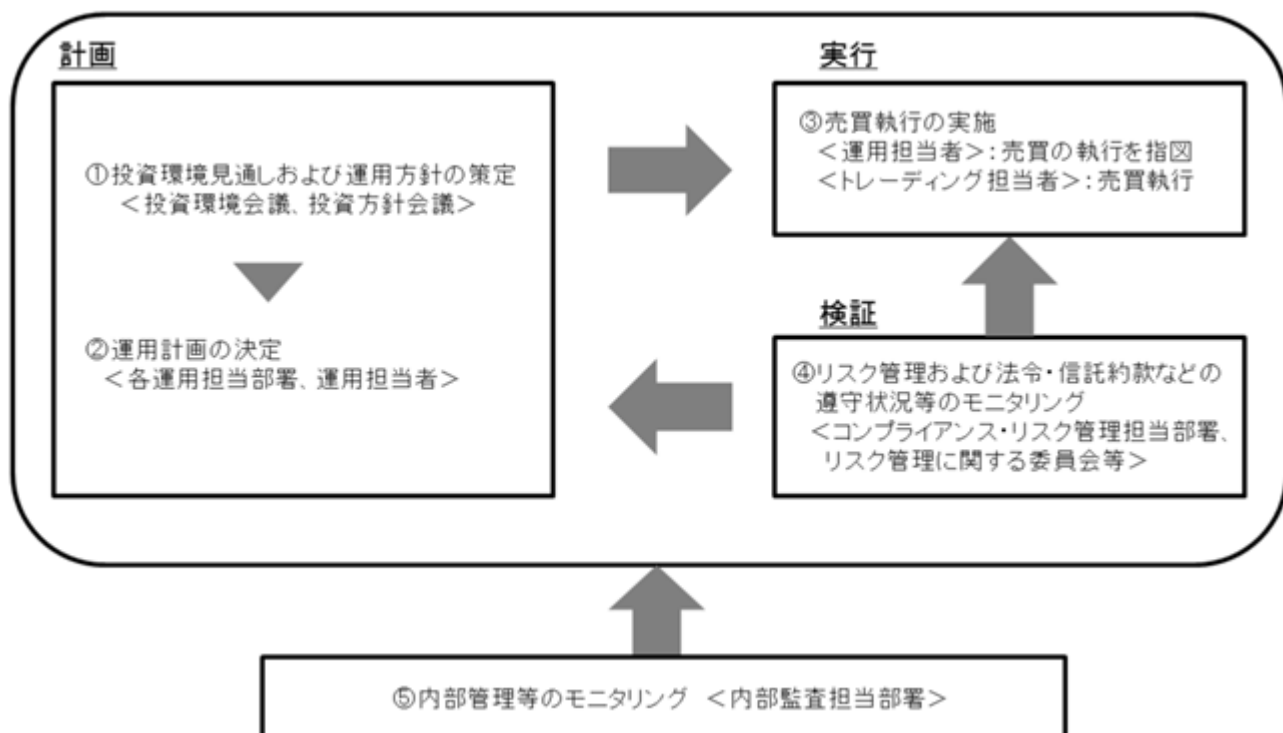 計画
①投資環境見通しおよび運用方針の策定
＜投資環境会議、投資方針会議＞
②運用計画の決定
＜各運用担当部署、運用担当者＞
実行
③売買執行の実施
＜運用担当者＞：売買の執行を指図
＜トレーディング担当者＞：売買執行
検証
④リスク管理および法令・信託約款などの
遵守状況等のモニタリング
＜コンプライアンス・リスク管理担当部署、
リスク管理に関する委員会等＞
⑤内部管理等のモニタリング ＜内部監査担当部署＞